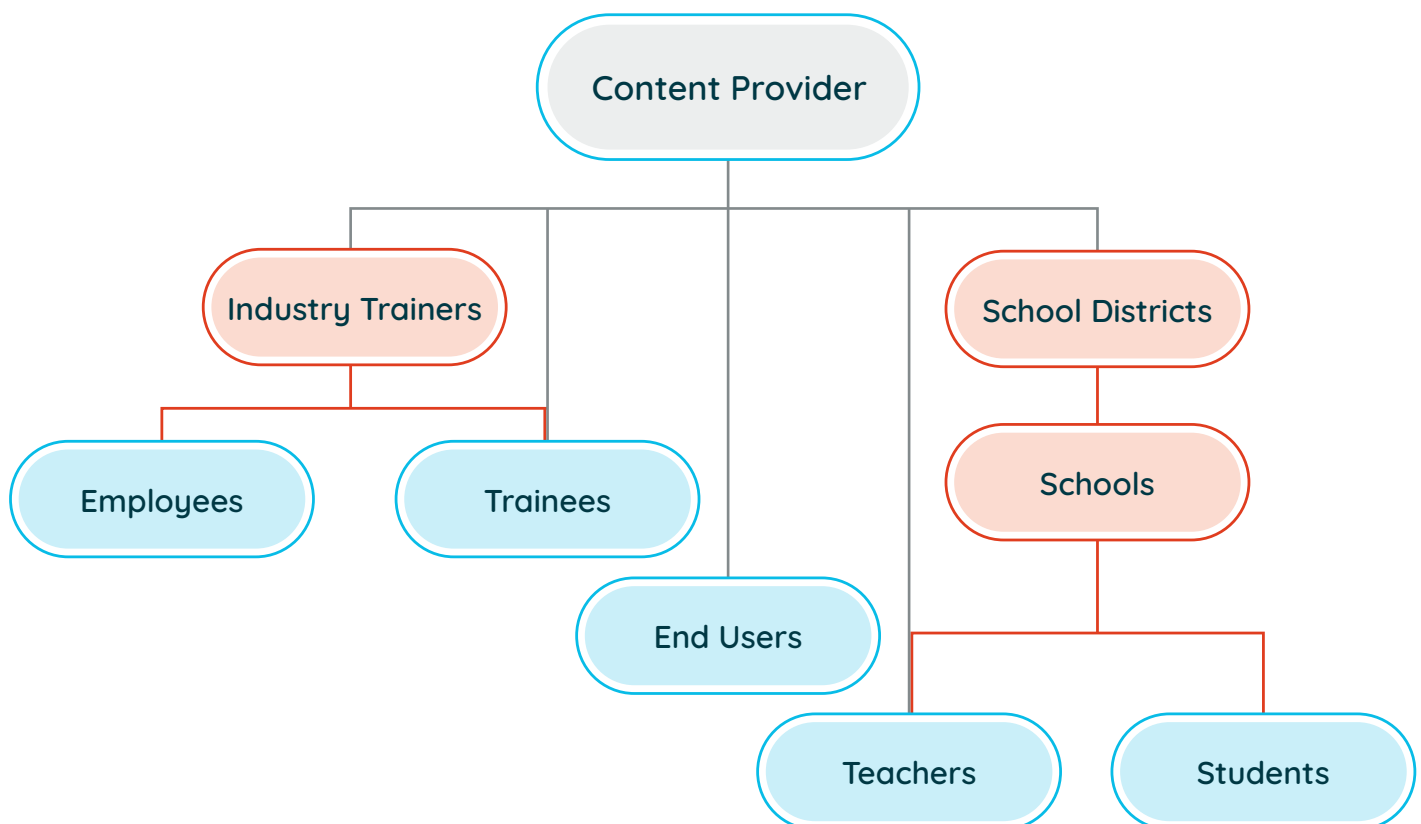 Content Provider
Industry Trainers
School Districts
Employees
Trainees
Schools
End Users
Teachers
Students